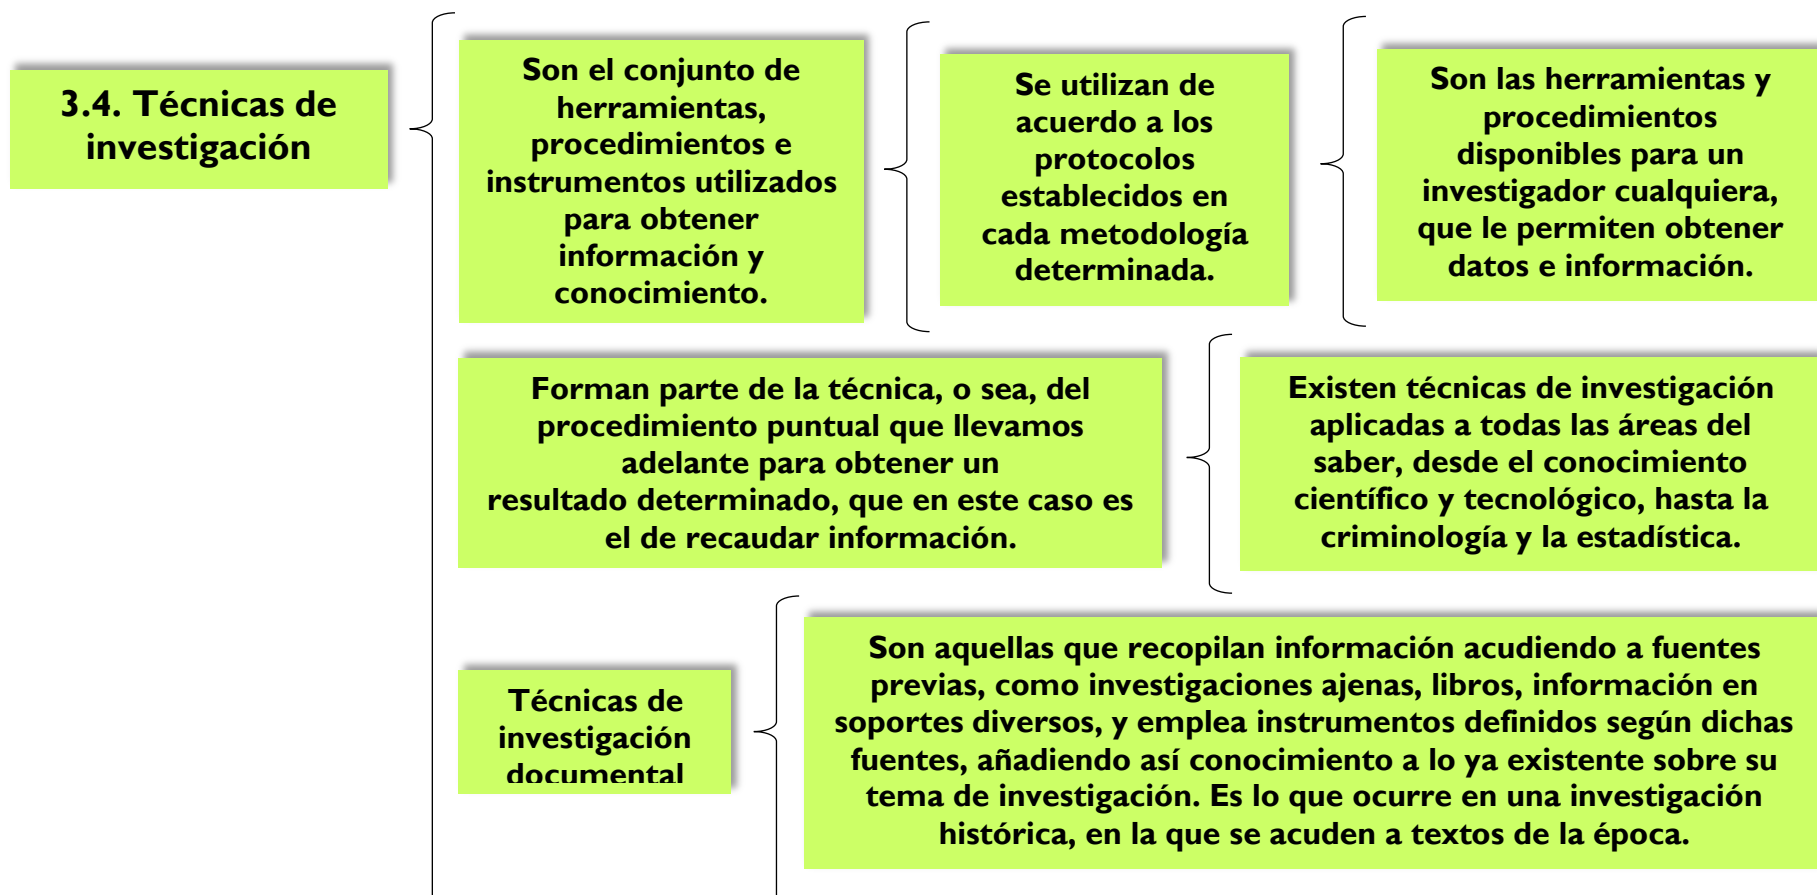 3.4. Técnicas de
investigación
Son el conjunto de
herramientas,
procedimientos e
instrumentos utilizados
para obtener
información y
conocimiento.
Se utilizan de
acuerdo a los
protocolos
establecidos en
cada metodología
determinada.
Son las herramientas y
procedimientos
disponibles para un
investigador cualquiera,
que le permiten obtener
datos e información.
Forman parte de la técnica, o sea, del
procedimiento puntual que llevamos
adelante para obtener un
resultado determinado, que en este caso es
el de recaudar información.
Existen técnicas de investigación
aplicadas a todas las áreas del
saber, desde el conocimiento
científico y tecnológico, hasta la
criminología y la estadística.
Técnicas de
investigación
documental
Son aquellas que recopilan información acudiendo a fuentes
previas, como investigaciones ajenas, libros, información en
soportes diversos, y emplea instrumentos definidos según dichas
fuentes, añadiendo así conocimiento a lo ya existente sobre su
tema de investigación. Es lo que ocurre en una investigación
histórica, en la que se acuden a textos de la época.